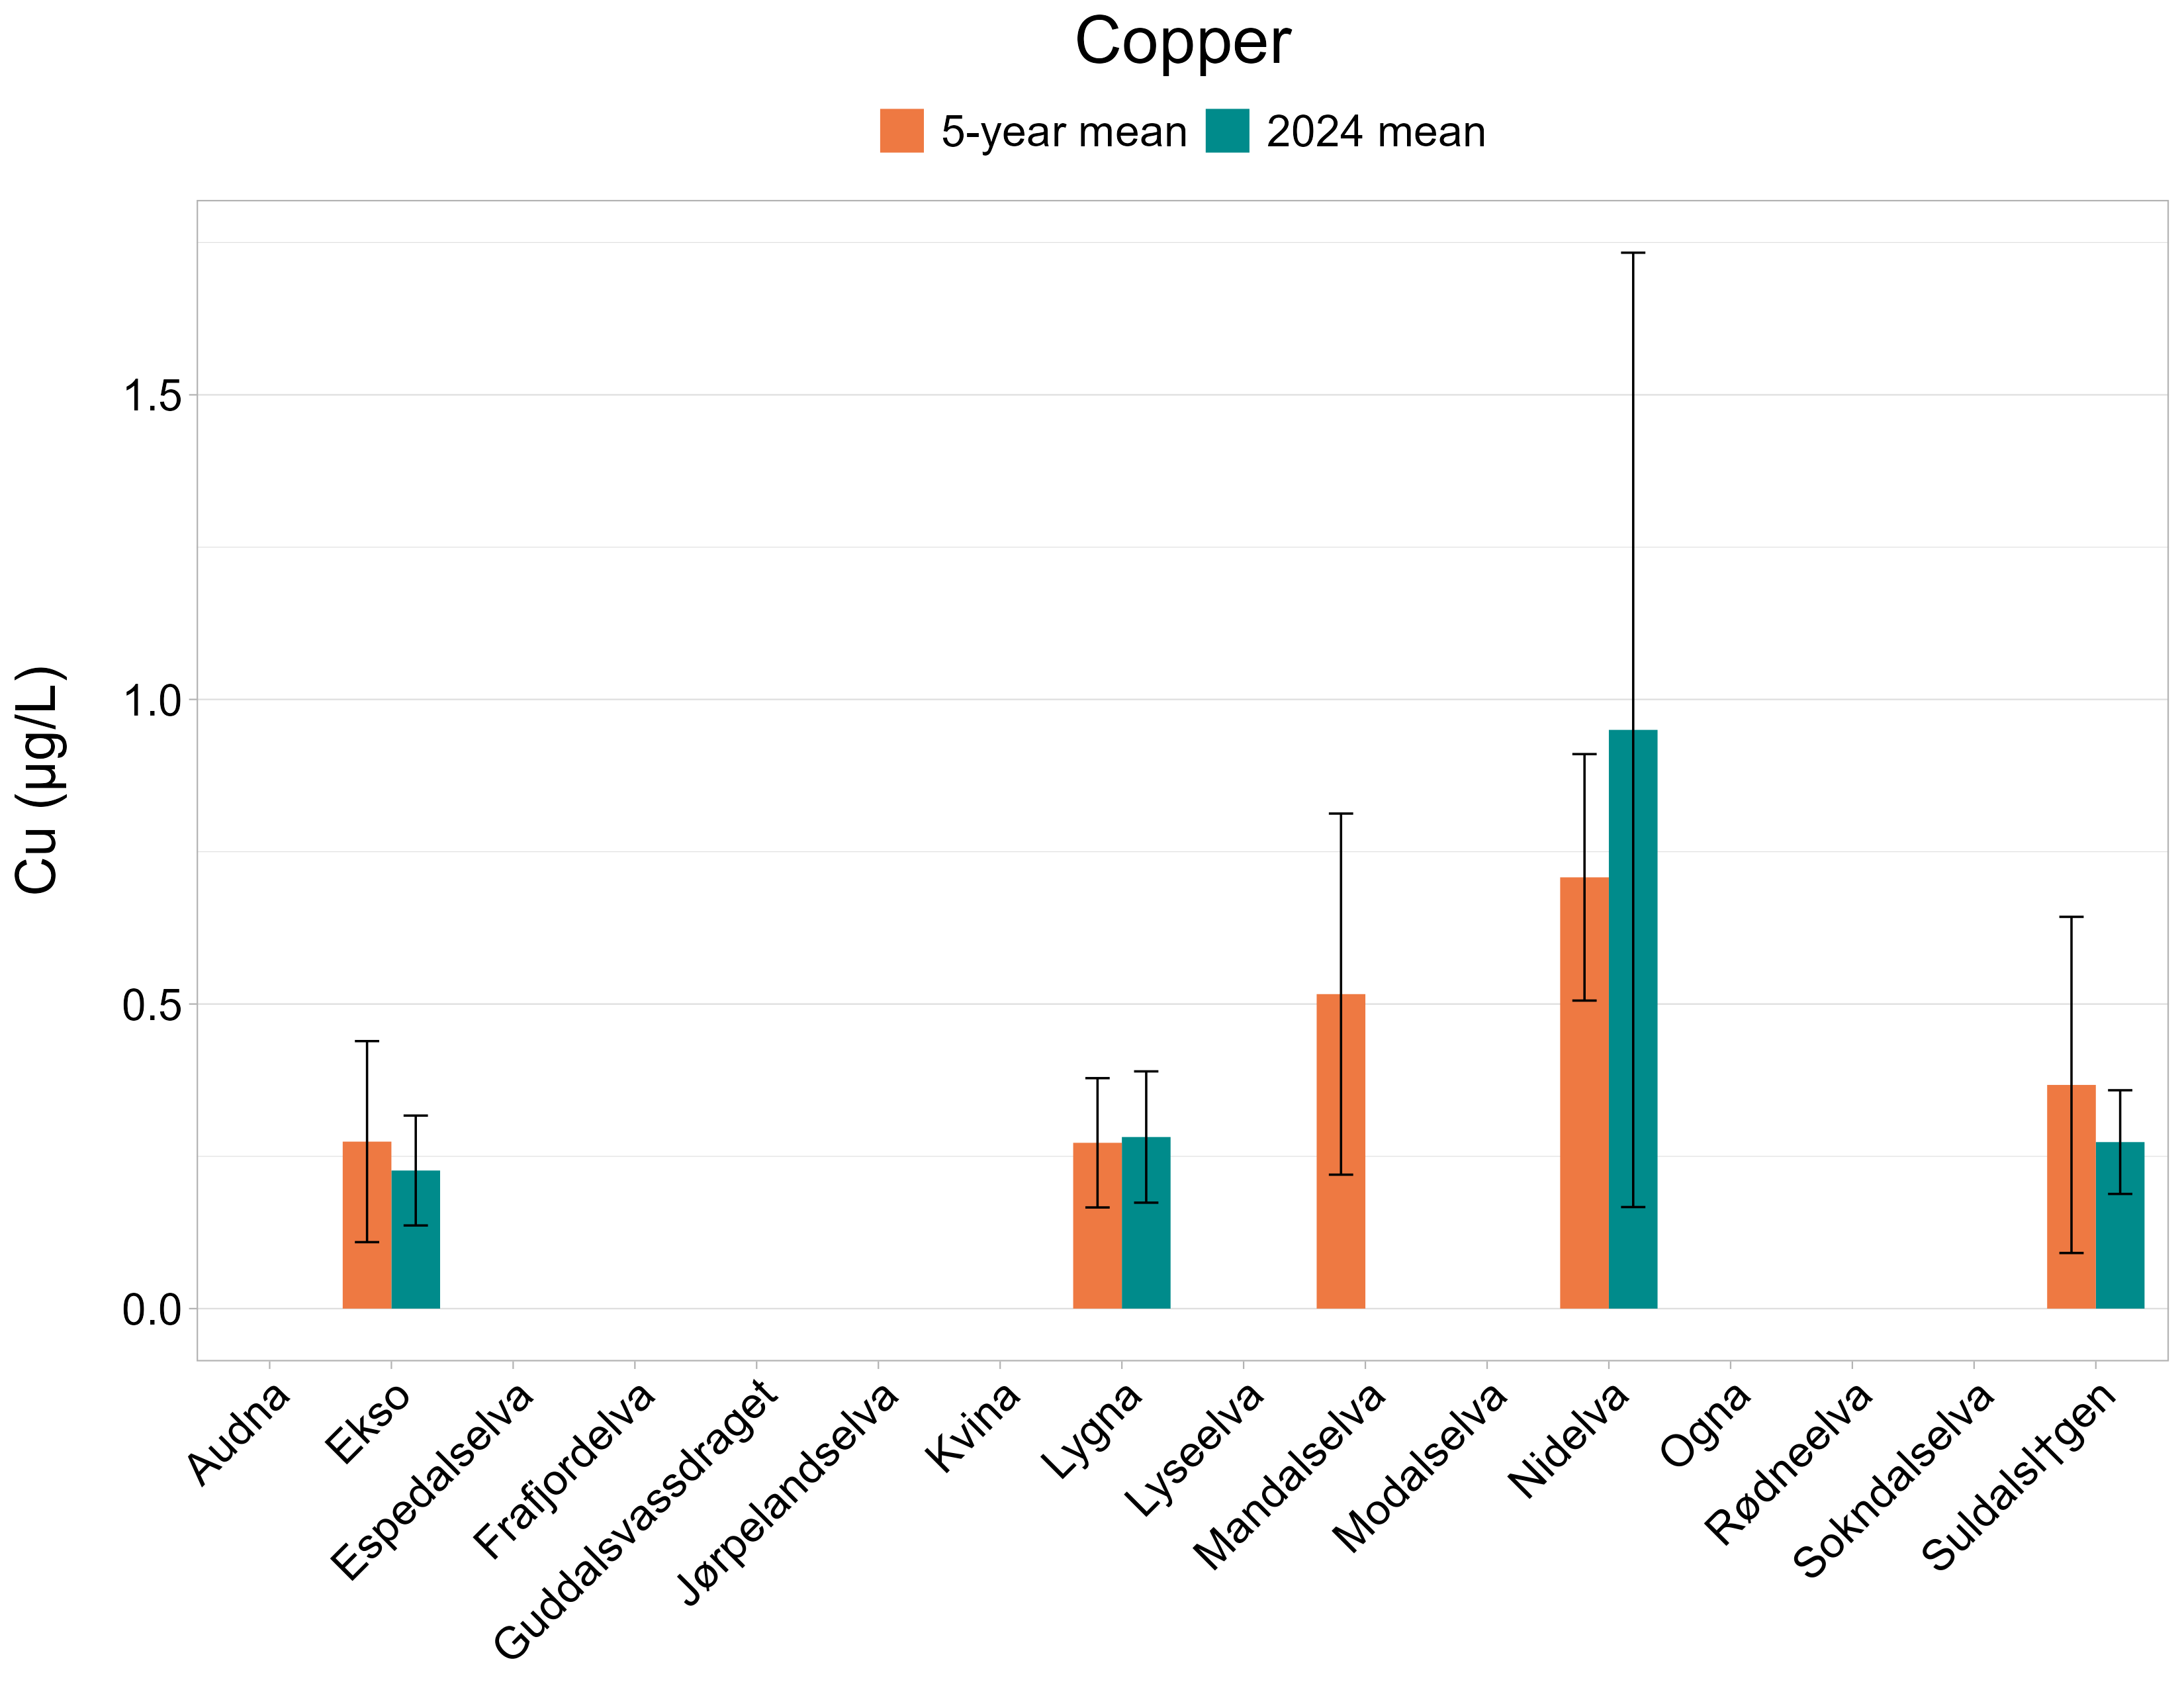 Copper
5-year mean 2024 mean
Cu (µg/L)
1.5
1.0
0.5
0.0
Audna
Ekso
Espedalselva
Frafjordelva
Guddalsvassdraget
Jørpelandselva
Kvina
Lygna
Lyseelva
Mandalselva
Modalselva
Nidelva
Ogna
Rødneelva
Sokndalselva